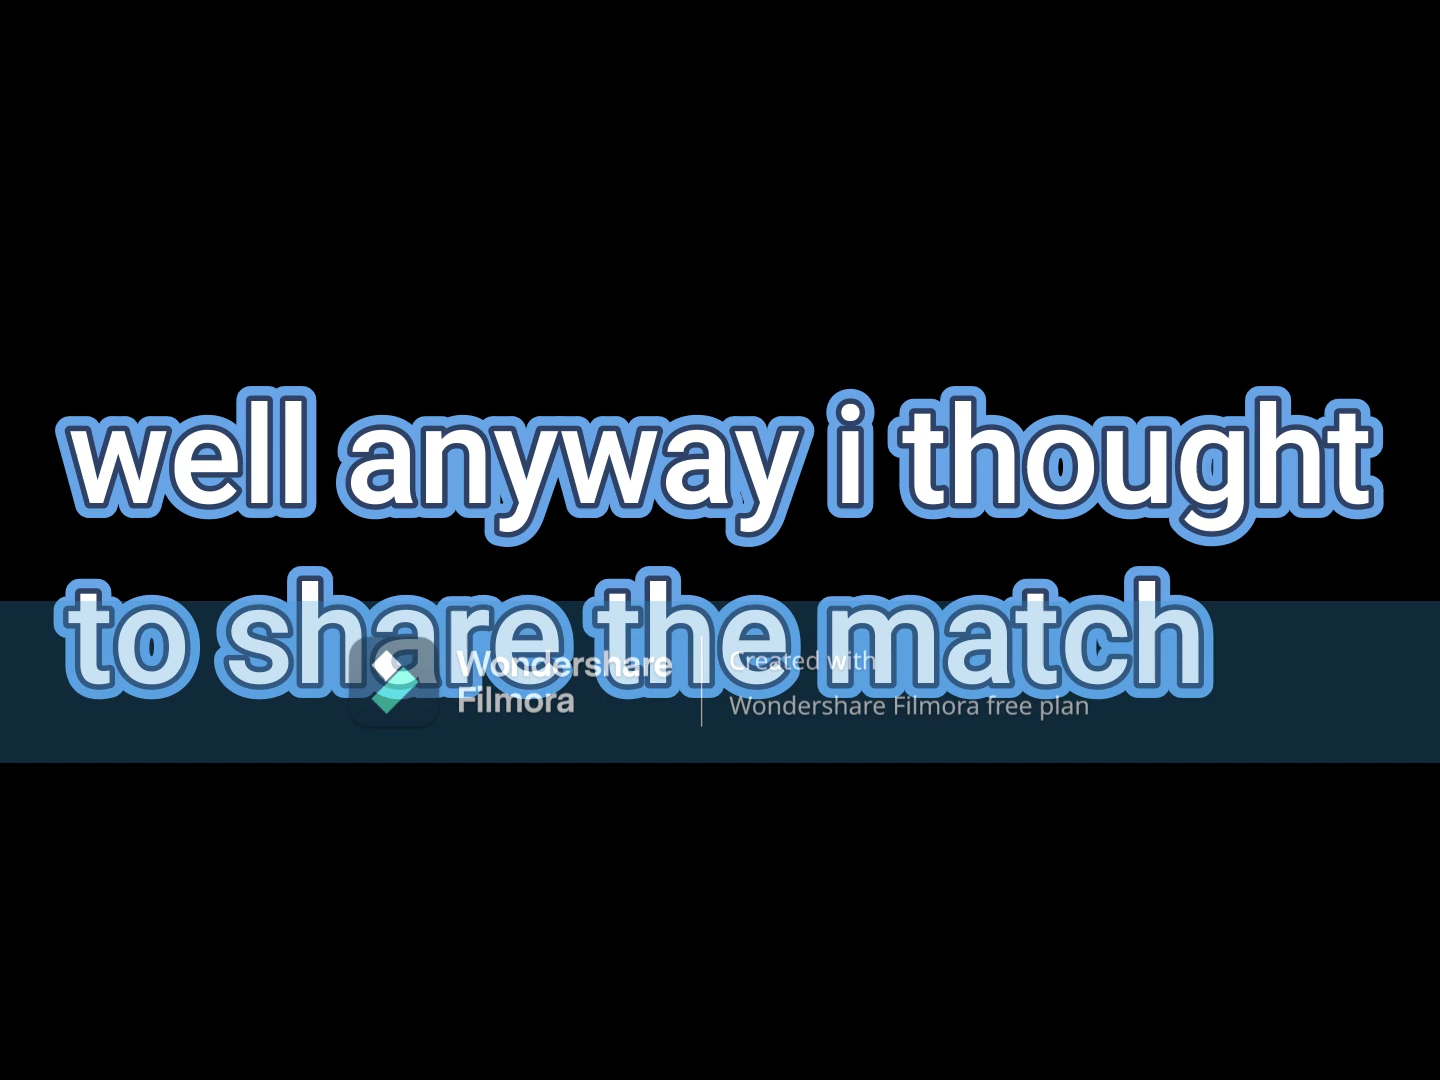 well anyway i thought
to share the match
Wondershare
Filmora
Created with
Wondershare Filmora free plan